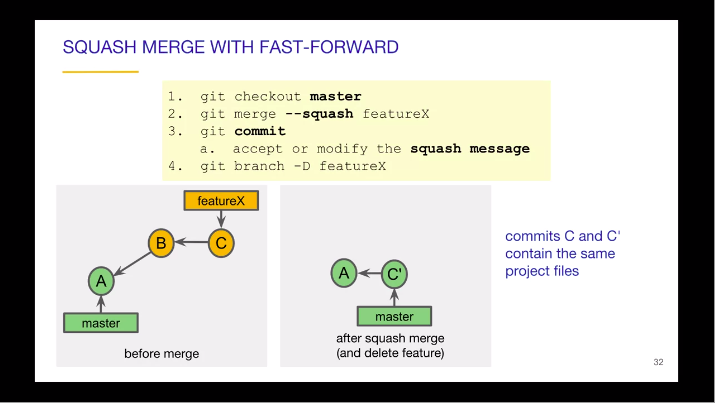 SQUASH MERGE WITH FAST-FORWARD
1. git checkout master
2. git merge --squash featureX
3. git commit
a. accept or modify the squash message
4. git branch -D featureX
featureX
B
C
A
master
before merge
A
C'
master
after squash merge
(and delete feature)
commits C and C'
contain the same
project files
32